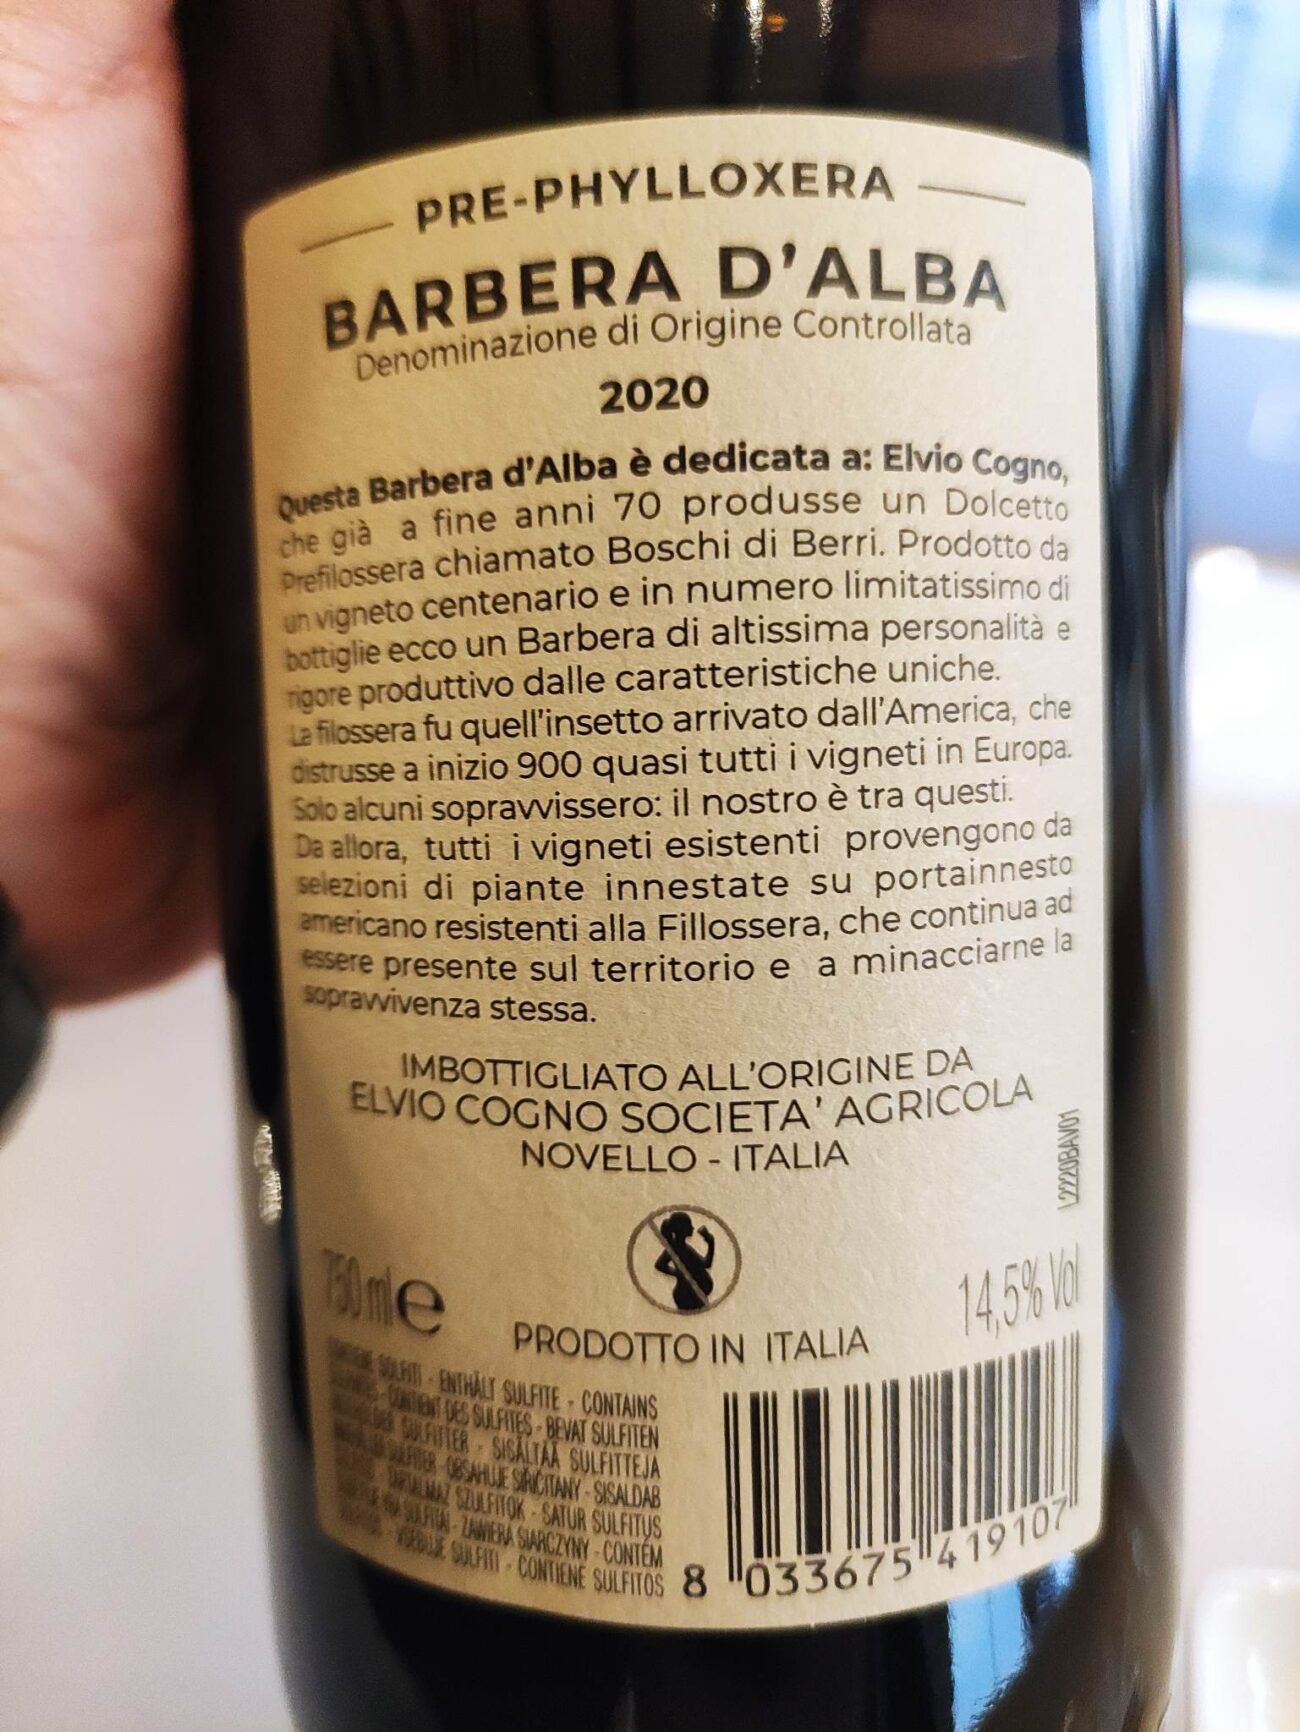 PRE-PHYLLOXERA
BARBERA D'ALBA
Denominazione di Origine Controllata
2020
Questa Barbera d'Alba è dedicata a: Elvio Cogno,
che già a fine anni 70 produsse un Dolcetto
Prefilossera chiamato Boschi di Berri. Prodotto da
un vigneto centenario e in numero limitatissimo di
bottiglie ecco un Barbera di altissima personalità e
rigore produttivo dalle caratteristiche uniche.
La filossera fu quell'insetto arrivato dall'America, che
distrusse a inizio 900 quasi tutti i vigneti in Europa.
Solo alcuni sopravvissero: il nostro è tra questi.
Da allora, tutti i vigneti esistenti provengono da
selezioni di piante innestate su portainnesto
americano resistenti alla Fillossera, che continua ad
essere presente sul territorio e a minacciarne la
sopravvivenza stessa.
IMBOTTIGLIATO ALL'ORIGINE DA
ELVIO COGNO SOCIETA' AGRICOLA
NOVELLO - ITALIA
L2220BAV01
750 ml e
14,5% Vol
PRODOTTO IN ITALIA
SULFITI - ENTHÄLT SULFITE - CONTAINS
- CONTIENT DES SULFITES - BEVAT SULFITEN
SULFITTER - SISÄLTÄÄ SULFITTEJA
- OBSAHUJE SIŘIČITANY - SISALDAB
SZULFITOK - SATUR SULFITUS
- ZAWIERA SIARCZYNY - CONTÉM
- VSEBUJE SULFITI - CONTIENE SULFITOS
8 033675 419107